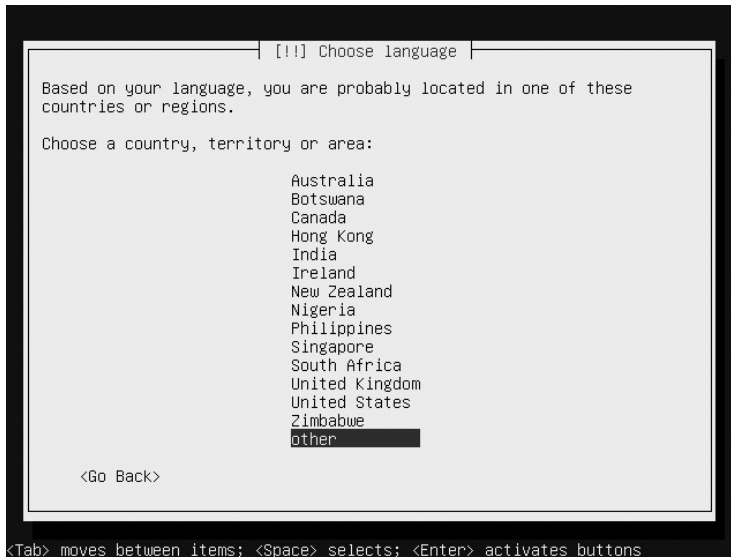 [!!] Choose language
Based on your language, you are probably located in one of these
countries or regions.
Choose a country, territory or area:
Australia
Botswana
Canada
Hong Kong
India
Ireland
New Zealand
Nigeria
Philippines
Singapore
South Africa
United Kingdom
United States
Zimbabwe
other
<Go Back>
<Tab> moves between items; <Space> selects; <Enter> activates buttons